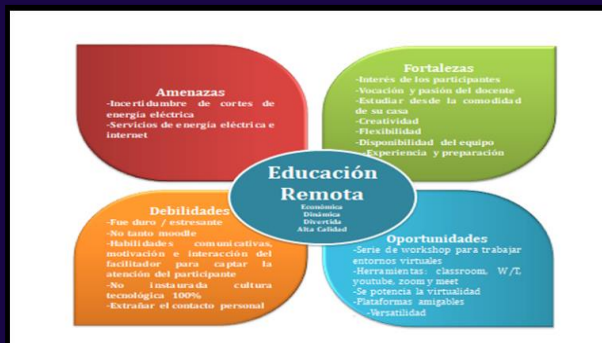 Amenazas
-Incertidumbre de cortes de
energía eléctrica
-Servicios de energía eléctrica e
internet
Fortalezas
-Interés de los participantes
-Vocación y pasión del docente
-Estudiar desde la comodidad
de su casa
-Creatividad
-Flexibilidad
-Disponibilidad del equipo
-Experiencia y preparación
Educación
Remota
Económica
Dinámica
Divertida
Alta Calidad
Debilidades
-Fue duro / estresante
-No tanto moodle
-Habilidades comunicativas,
motivación e interacción del
facilitador para captar la
atención del participante
-No instaurada cultura
tecnológica 100%
-Extrañar el contacto personal
Oportunidades
-Serie de workshop para trabajar
entornos virtuales
-Herramientas: classroom, W/T,
youtube, zoom y meet
-Se potencia la virtualidad
-Plataformas amigables
-Versatilidad